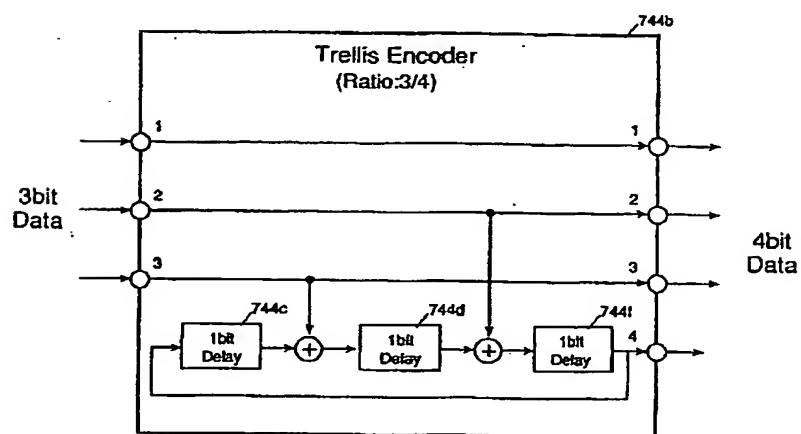 744b
Trellis Encoder
(Ratio:3/4)
1
1
3bit
Data
2
2
4bit
Data
3
3
744c
744d
744f
1bit
Delay
1bit
Delay
1bit
Delay
4